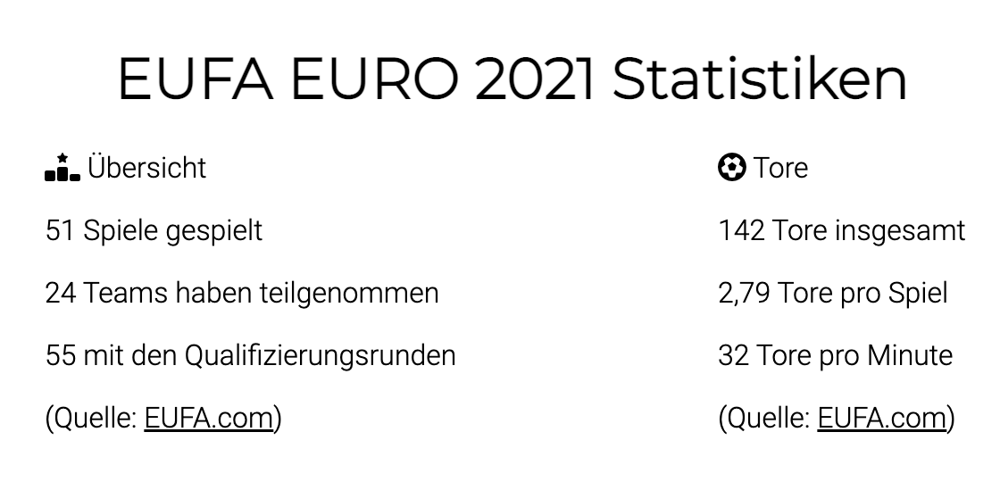 EUFA EURO 2021 Statistiken
Übersicht
51 Spiele gespielt
24 Teams haben teilgenommen
55 mit den Qualifizierungsrunden
(Quelle: EUFA.com)
Tore
142 Tore insgesamt
2,79 Tore pro Spiel
32 Tore pro Minute
(Quelle: EUFA.com)